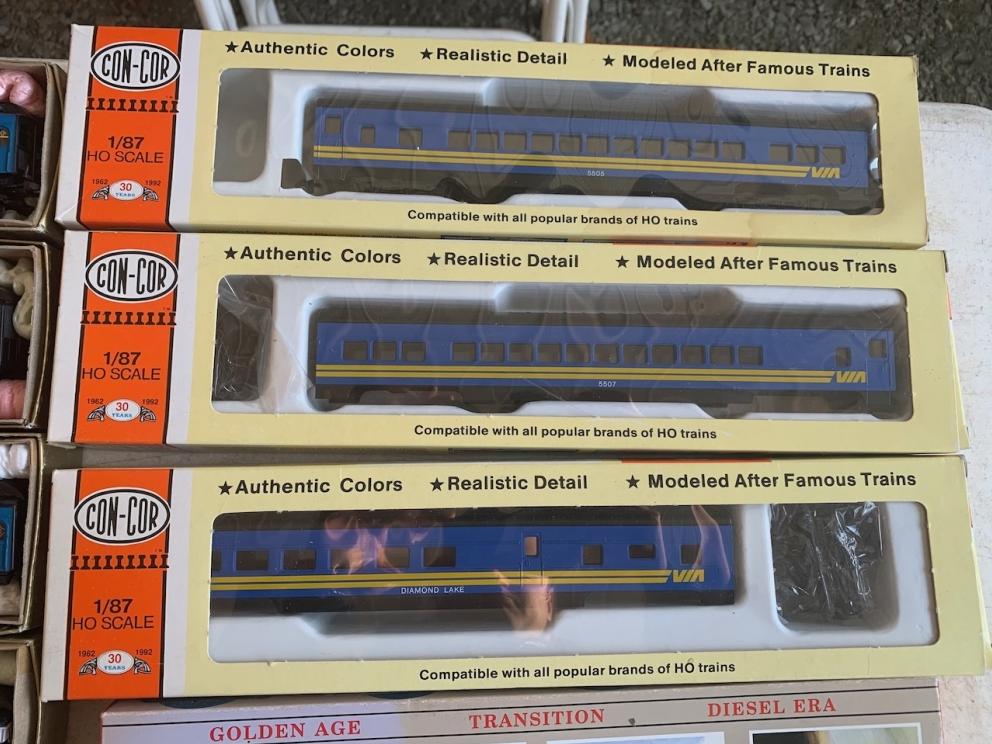 CON-COR
★Authentic Colors ★Realistic Detail ★ Modeled After Famous Trains
1/87
HO SCALE
1962 30 1992
YEARS
5505
VIA
Compatible with all popular brands of HO trains
CON-COR
★Authentic Colors ★Realistic Detail ★ Modeled After Famous Trains
1/87
HO SCALE
1962 30 1992
YEARS
5507
VIA
Compatible with all popular brands of HO trains
CON-COR
★Authentic Colors ★Realistic Detail ★ Modeled After Famous Trains
1/87
HO SCALE
1962 30 1992
YEARS
DIAMOND LAKE
VIA
Compatible with all popular brands of HO trains
GOLDEN AGE TRANSITION DIESEL ERA